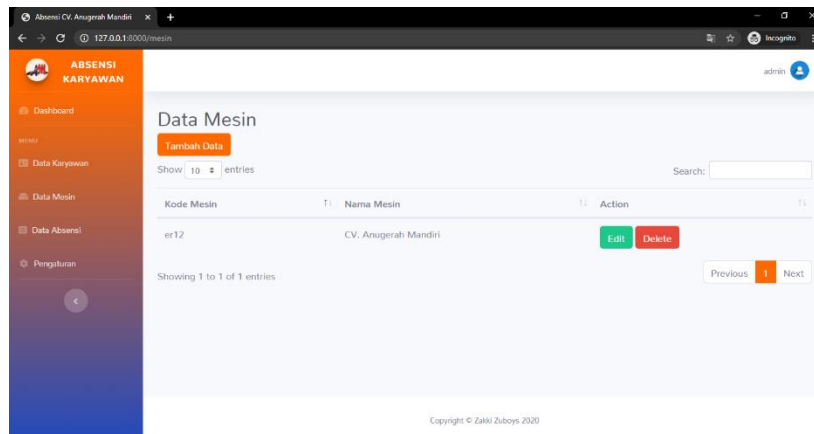 Absensi CV. Anugerah Mandiri
127.0.0.1:8000/mesin
Incognito
ABSENSI
KARYAWAN
admin
Dashboard
MENU
Data Karyawan
Data Mesin
Data Absensi
Pengaturan
Data Mesin
Tambah Data
Show 10 entries
Search:
Kode Mesin Nama Mesin Action
er12 CV. Anugerah Mandiri Edit Delete
Showing 1 to 1 of 1 entries
Previous 1 Next
Copyright © Zakki Zuboys 2020